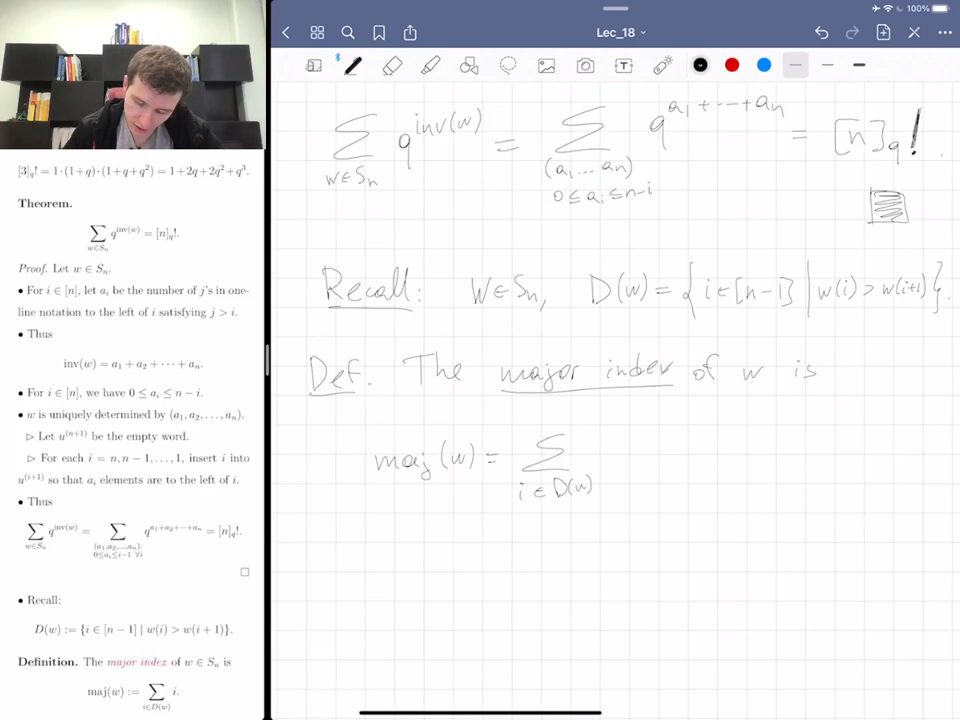 100%
Lec_18
[3]_q! = 1·(1+q)·(1+q+q²) = 1+2q+2q²+q³.
Theorem.
∑_{w∈S_n} q^{inv(w)} = [n]_q!.
Proof. Let w ∈ S_n.
• For i ∈ [n], let a_i be the number of j's in one-
line notation to the left of i satisfying j > i.
• Thus
inv(w) = a_1 + a_2 + ··· + a_n.
• For i ∈ [n], we have 0 ≤ a_i ≤ n − i.
• w is uniquely determined by (a_1, a_2, . . . , a_n).
▷ Let u^{(n+1)} be the empty word.
▷ For each i = n, n − 1, . . . , 1, insert i into
u^{(i+1)} so that a_i elements are to the left of i.
• Thus
∑_{w∈S_n} q^{inv(w)} = ∑_{(a_1,a_2,...,a_n): 0≤a_i≤i−1 ∀i} q^{a_1+a_2+···+a_n} = [n]_q!.
□
• Recall:
D(w) := {i ∈ [n − 1] | w(i) > w(i + 1)}.
Definition. The major index of w ∈ S_n is
maj(w) := ∑_{i∈D(w)} i.
∑_{w∈S_n} q^{inv(w)} = ∑_{(a_1 ... a_n) 0≤a_i≤n-i} q^{a_1+···+a_n} = [n]_q! .
Recall: w∈S_n, D(w) = { i∈[n-1] | w(i) > w(i+1) }.
Def. The major index of w is
maj(w) = ∑_{i∈D(w)}